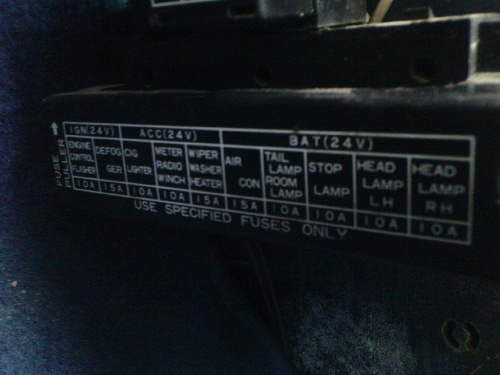 FUSE PULLER
IGN(24V) ACC(24V) BAT(24V)
ENGINE CONTROL FLASHER 10A
DEFOG GER 15A
CIG LIGHTER 10A
METER RADIO WINCH 10A
WIPER WASHER HEATER 15A
AIR CON 15A
TAIL LAMP ROOM LAMP 10A
STOP LAMP 10A
HEAD LAMP LH 10A
HEAD LAMP RH 10A
USE SPECIFIED FUSES ONLY